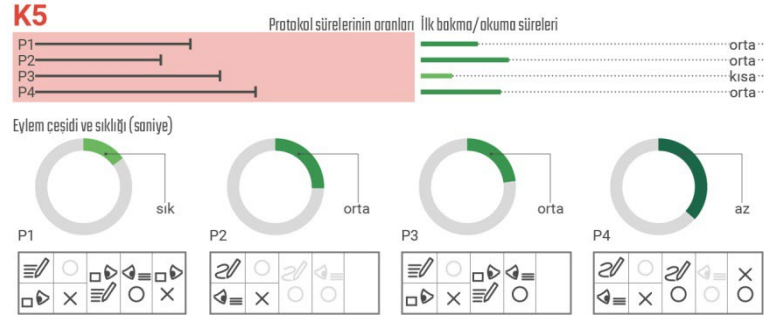 K5
Protokol sürelerinin oranları
İlk bakma/okuma süreleri
P1
orta
P2
orta
P3
kısa
P4
orta
Eylem çeşidi ve sıklığı (saniye)
sık
orta
orta
az
P1
P2
P3
P4